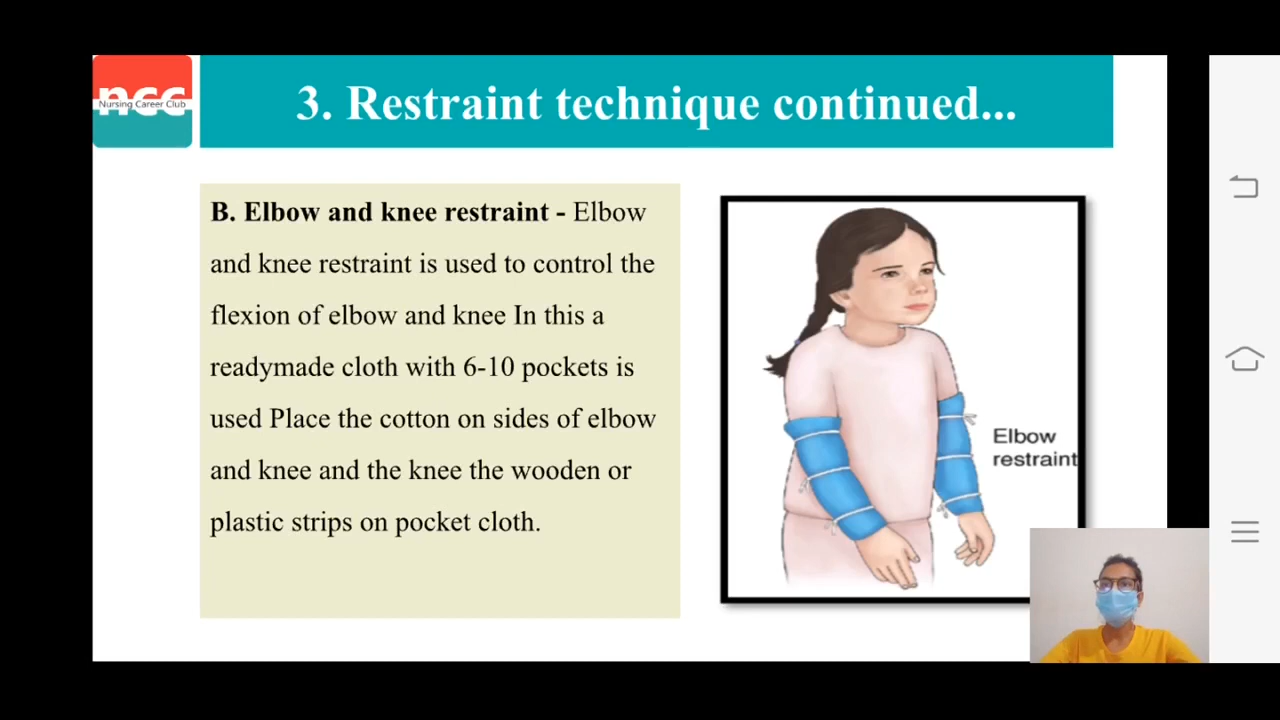 ncc
Nursing Career Club
3. Restraint technique continued...
B. Elbow and knee restraint - Elbow
and knee restraint is used to control the
flexion of elbow and knee In this a
readymade cloth with 6-10 pockets is
used Place the cotton on sides of elbow
and knee and the knee the wooden or
plastic strips on pocket cloth.
Elbow
restraint